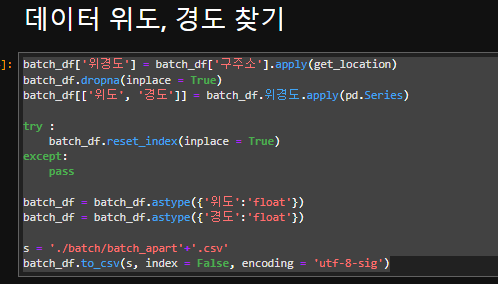 데이터 위도, 경도 찾기
]: batch_df['위경도'] = batch_df['구주소'].apply(get_location)
batch_df.dropna(inplace = True)
batch_df[['위도', '경도']] = batch_df.위경도.apply(pd.Series)
try :
    batch_df.reset_index(inplace = True)
except:
    pass
batch_df = batch_df.astype({'위도':'float'})
batch_df = batch_df.astype({'경도':'float'})
s = './batch/batch_apart'+'.csv'
batch_df.to_csv(s, index = False, encoding = 'utf-8-sig')